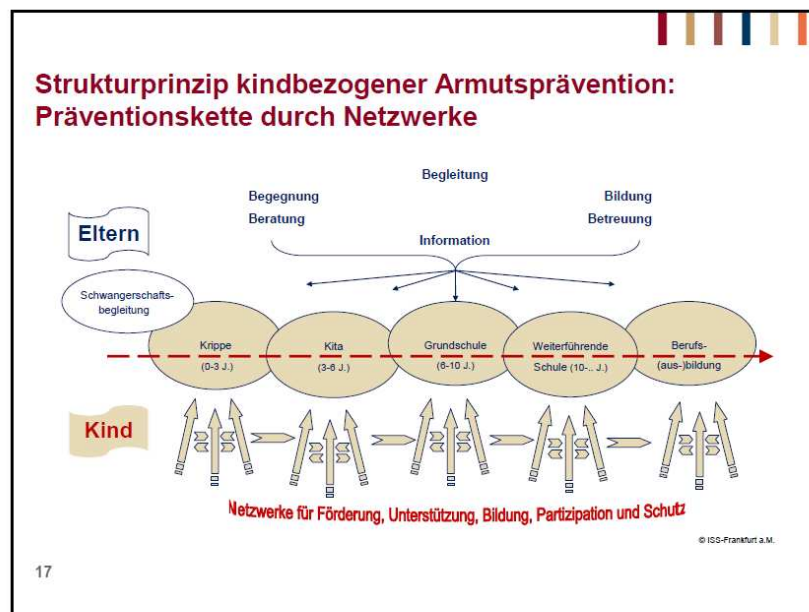 Strukturprinzip kindbezogener Armutsprävention:
Präventionskette durch Netzwerke
Begleitung
Begegnung
Bildung
Beratung
Betreuung
Eltern
Information
Schwangerschafts-
begleitung
Krippe
(0-3 J.)
Kita
(3-6 J.)
Grundschule
(6-10 J.)
Weiterführende
Schule (10-.. J.)
Berufs-
(aus-)bildung
Kind
Netzwerke für Förderung, Unterstützung, Bildung, Partizipation und Schutz
© ISS-Frankfurt a.M.
17